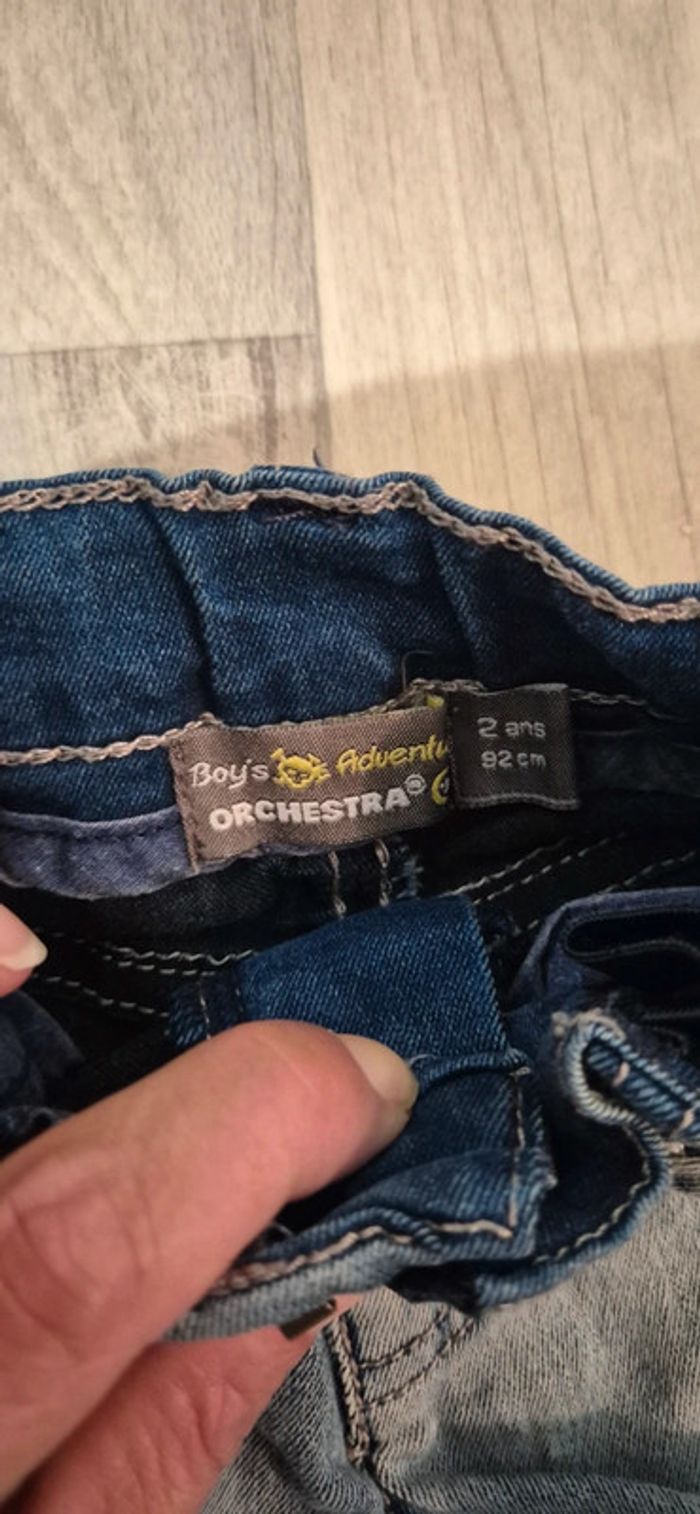 Boy's Adventu
ORCHESTRA®
2 ans
92 cm